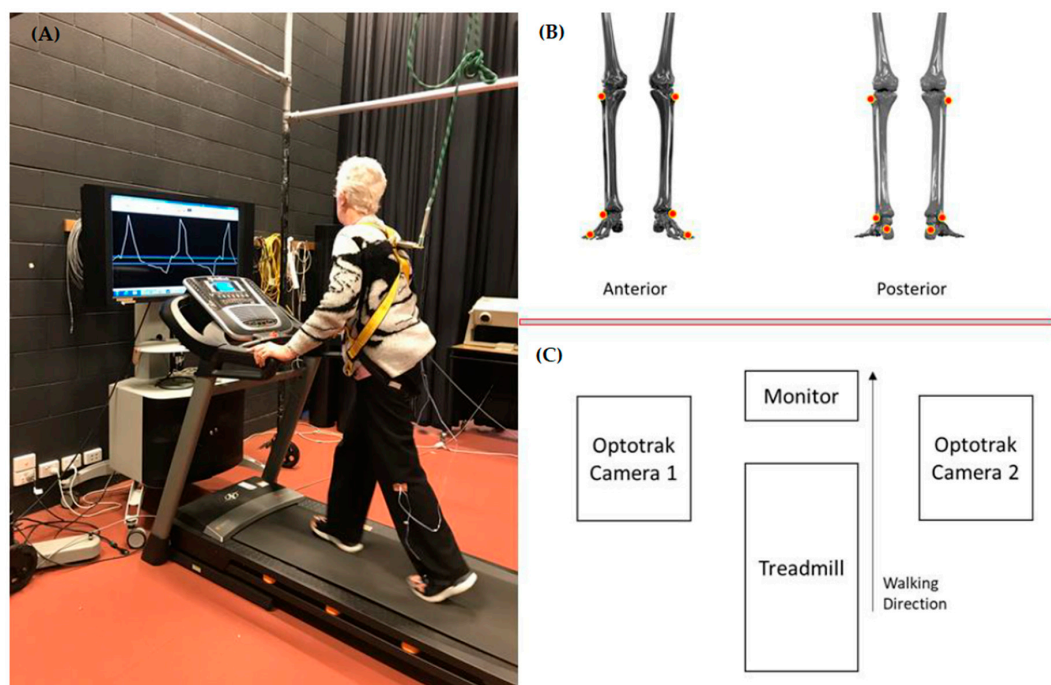 (A)
(B)
Anterior
Posterior
(C)
Monitor
Optotrak
Camera 1
Optotrak
Camera 2
Treadmill
Walking
Direction